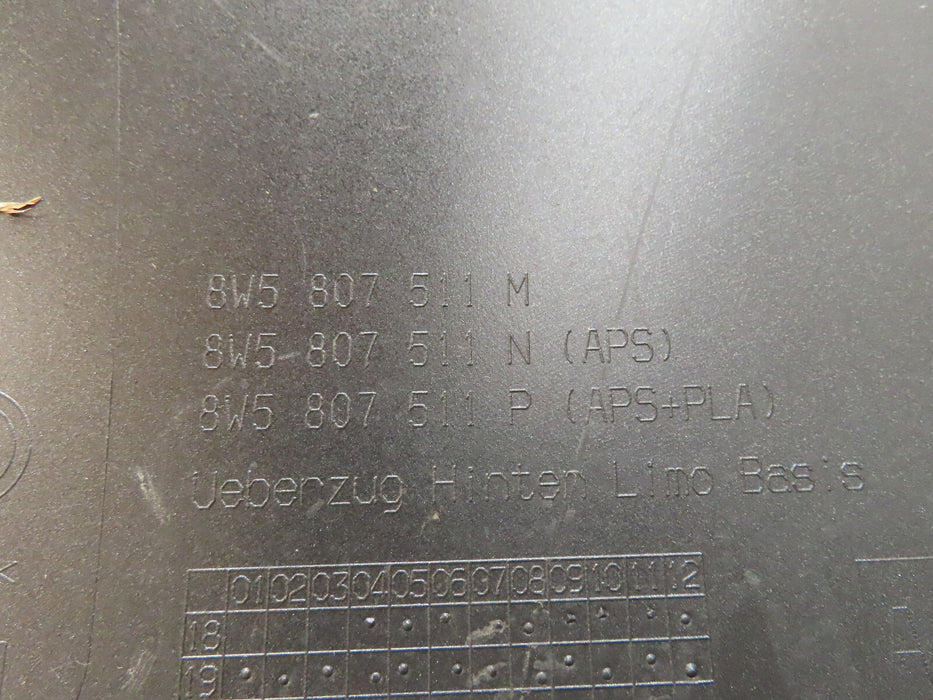 8W5 807 511 M
8W5 807 511 N (APS)
8W5 807 511 P (APS+PLA)
Ueberzug Hinten Limo Basis
01 02 03 04 05 06 07 08 09 10 11 12
18
19